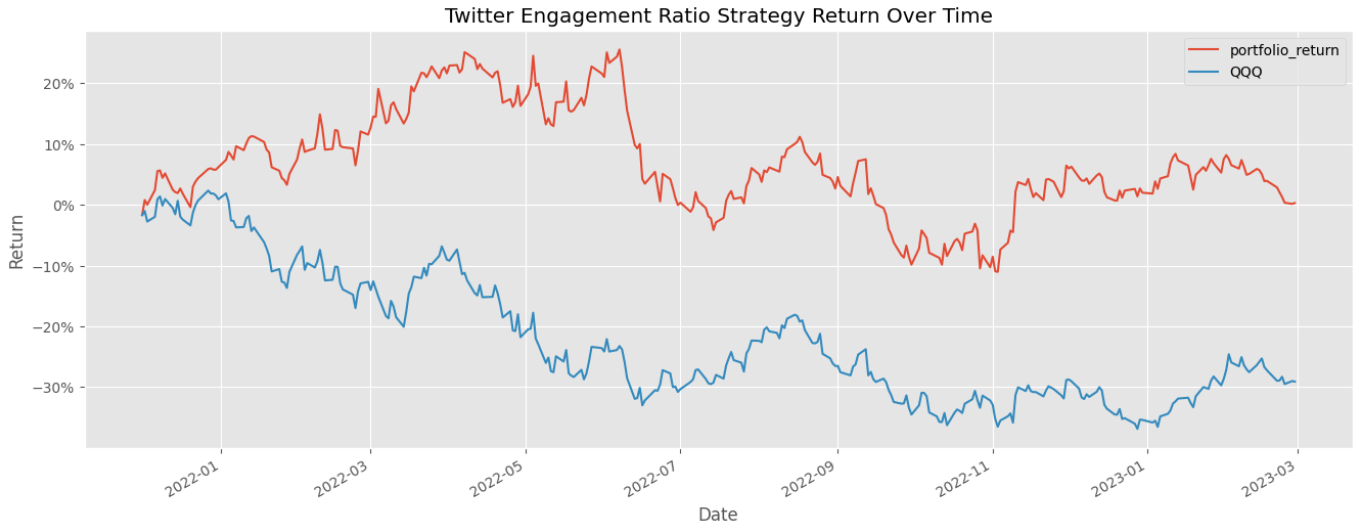 Twitter Engagement Ratio Strategy Return Over Time
portfolio_return
QQQ
20%
10%
0%
−10%
−20%
−30%
Return
2022-01
2022-03
2022-05
2022-07
2022-09
2022-11
2023-01
2023-03
Date